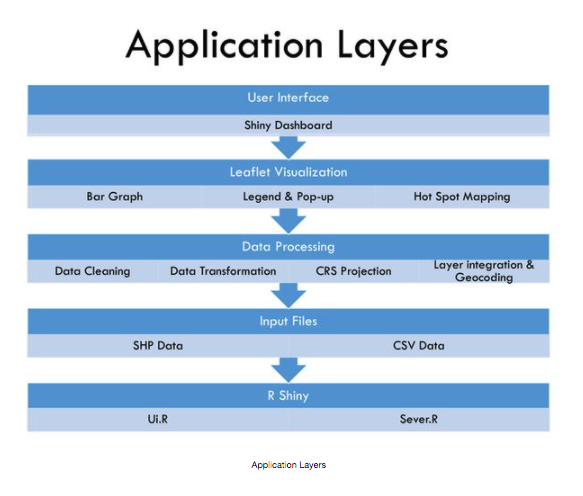 Application Layers
User Interface
Shiny Dashboard
Leaflet Visualization
Bar Graph
Legend & Pop-up
Hot Spot Mapping
Data Processing
Data Cleaning
Data Transformation
CRS Projection
Layer integration &
Geocoding
Input Files
SHP Data
CSV Data
R Shiny
Ui.R
Sever.R
Application Layers